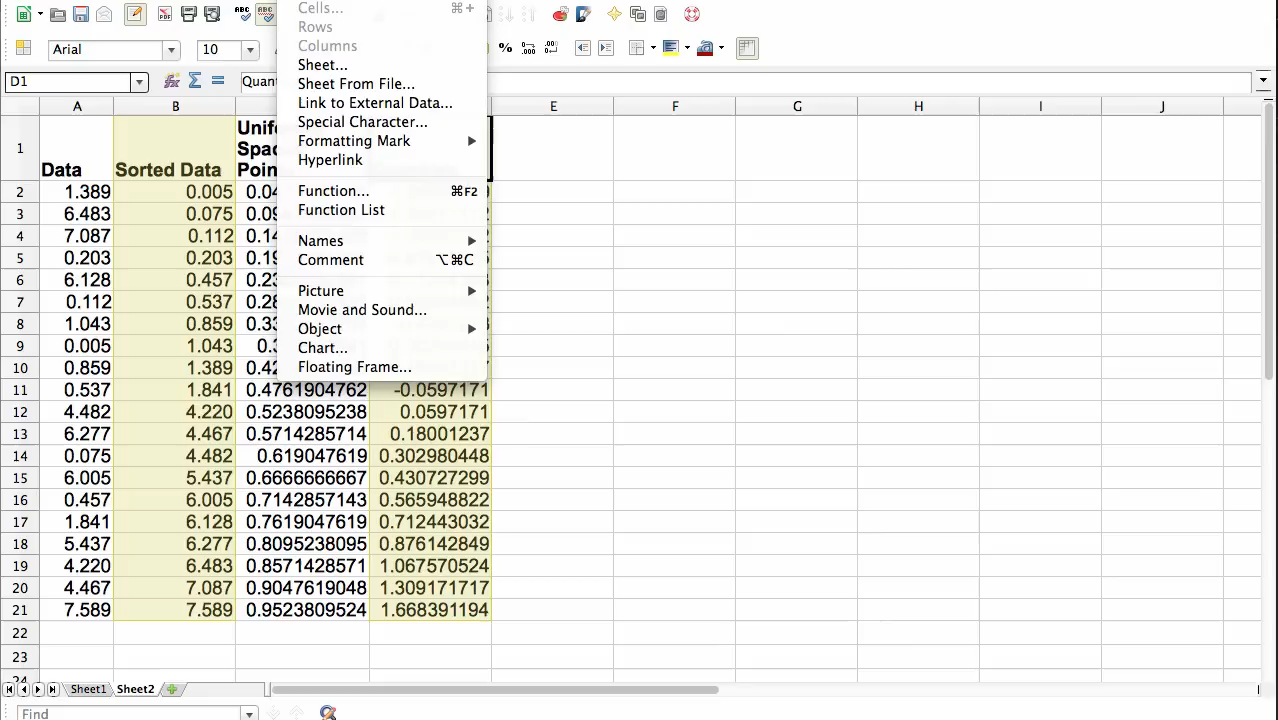 Cells... ⌘+
Rows
Columns
Sheet...
Sheet From File...
Link to External Data...
Special Character...
Formatting Mark
Hyperlink
Function... ⌘F2
Function List
Names
Comment ⌥⌘C
Picture
Movie and Sound...
Object
Chart...
Floating Frame...
ABC ABC
Arial 10 %
D1 Quant
A B E F G H I J
1 Data Sorted Data
2 1.389 0.005
3 6.483 0.075
4 7.087 0.112
5 0.203 0.203
6 6.128 0.457
7 0.112 0.537
8 1.043 0.859
9 0.005 1.043
10 0.859 1.389
11 0.537 1.841 0.4761904762 -0.0597171
12 4.482 4.220 0.5238095238 0.0597171
13 6.277 4.467 0.5714285714 0.18001237
14 0.075 4.482 0.619047619 0.302980448
15 6.005 5.437 0.6666666667 0.430727299
16 0.457 6.005 0.7142857143 0.565948822
17 1.841 6.128 0.7619047619 0.712443032
18 5.437 6.277 0.8095238095 0.876142849
19 4.220 6.483 0.8571428571 1.067570524
20 4.467 7.087 0.9047619048 1.309171717
21 7.589 7.589 0.9523809524 1.668391194
22
23
24
Sheet1 Sheet2
Find